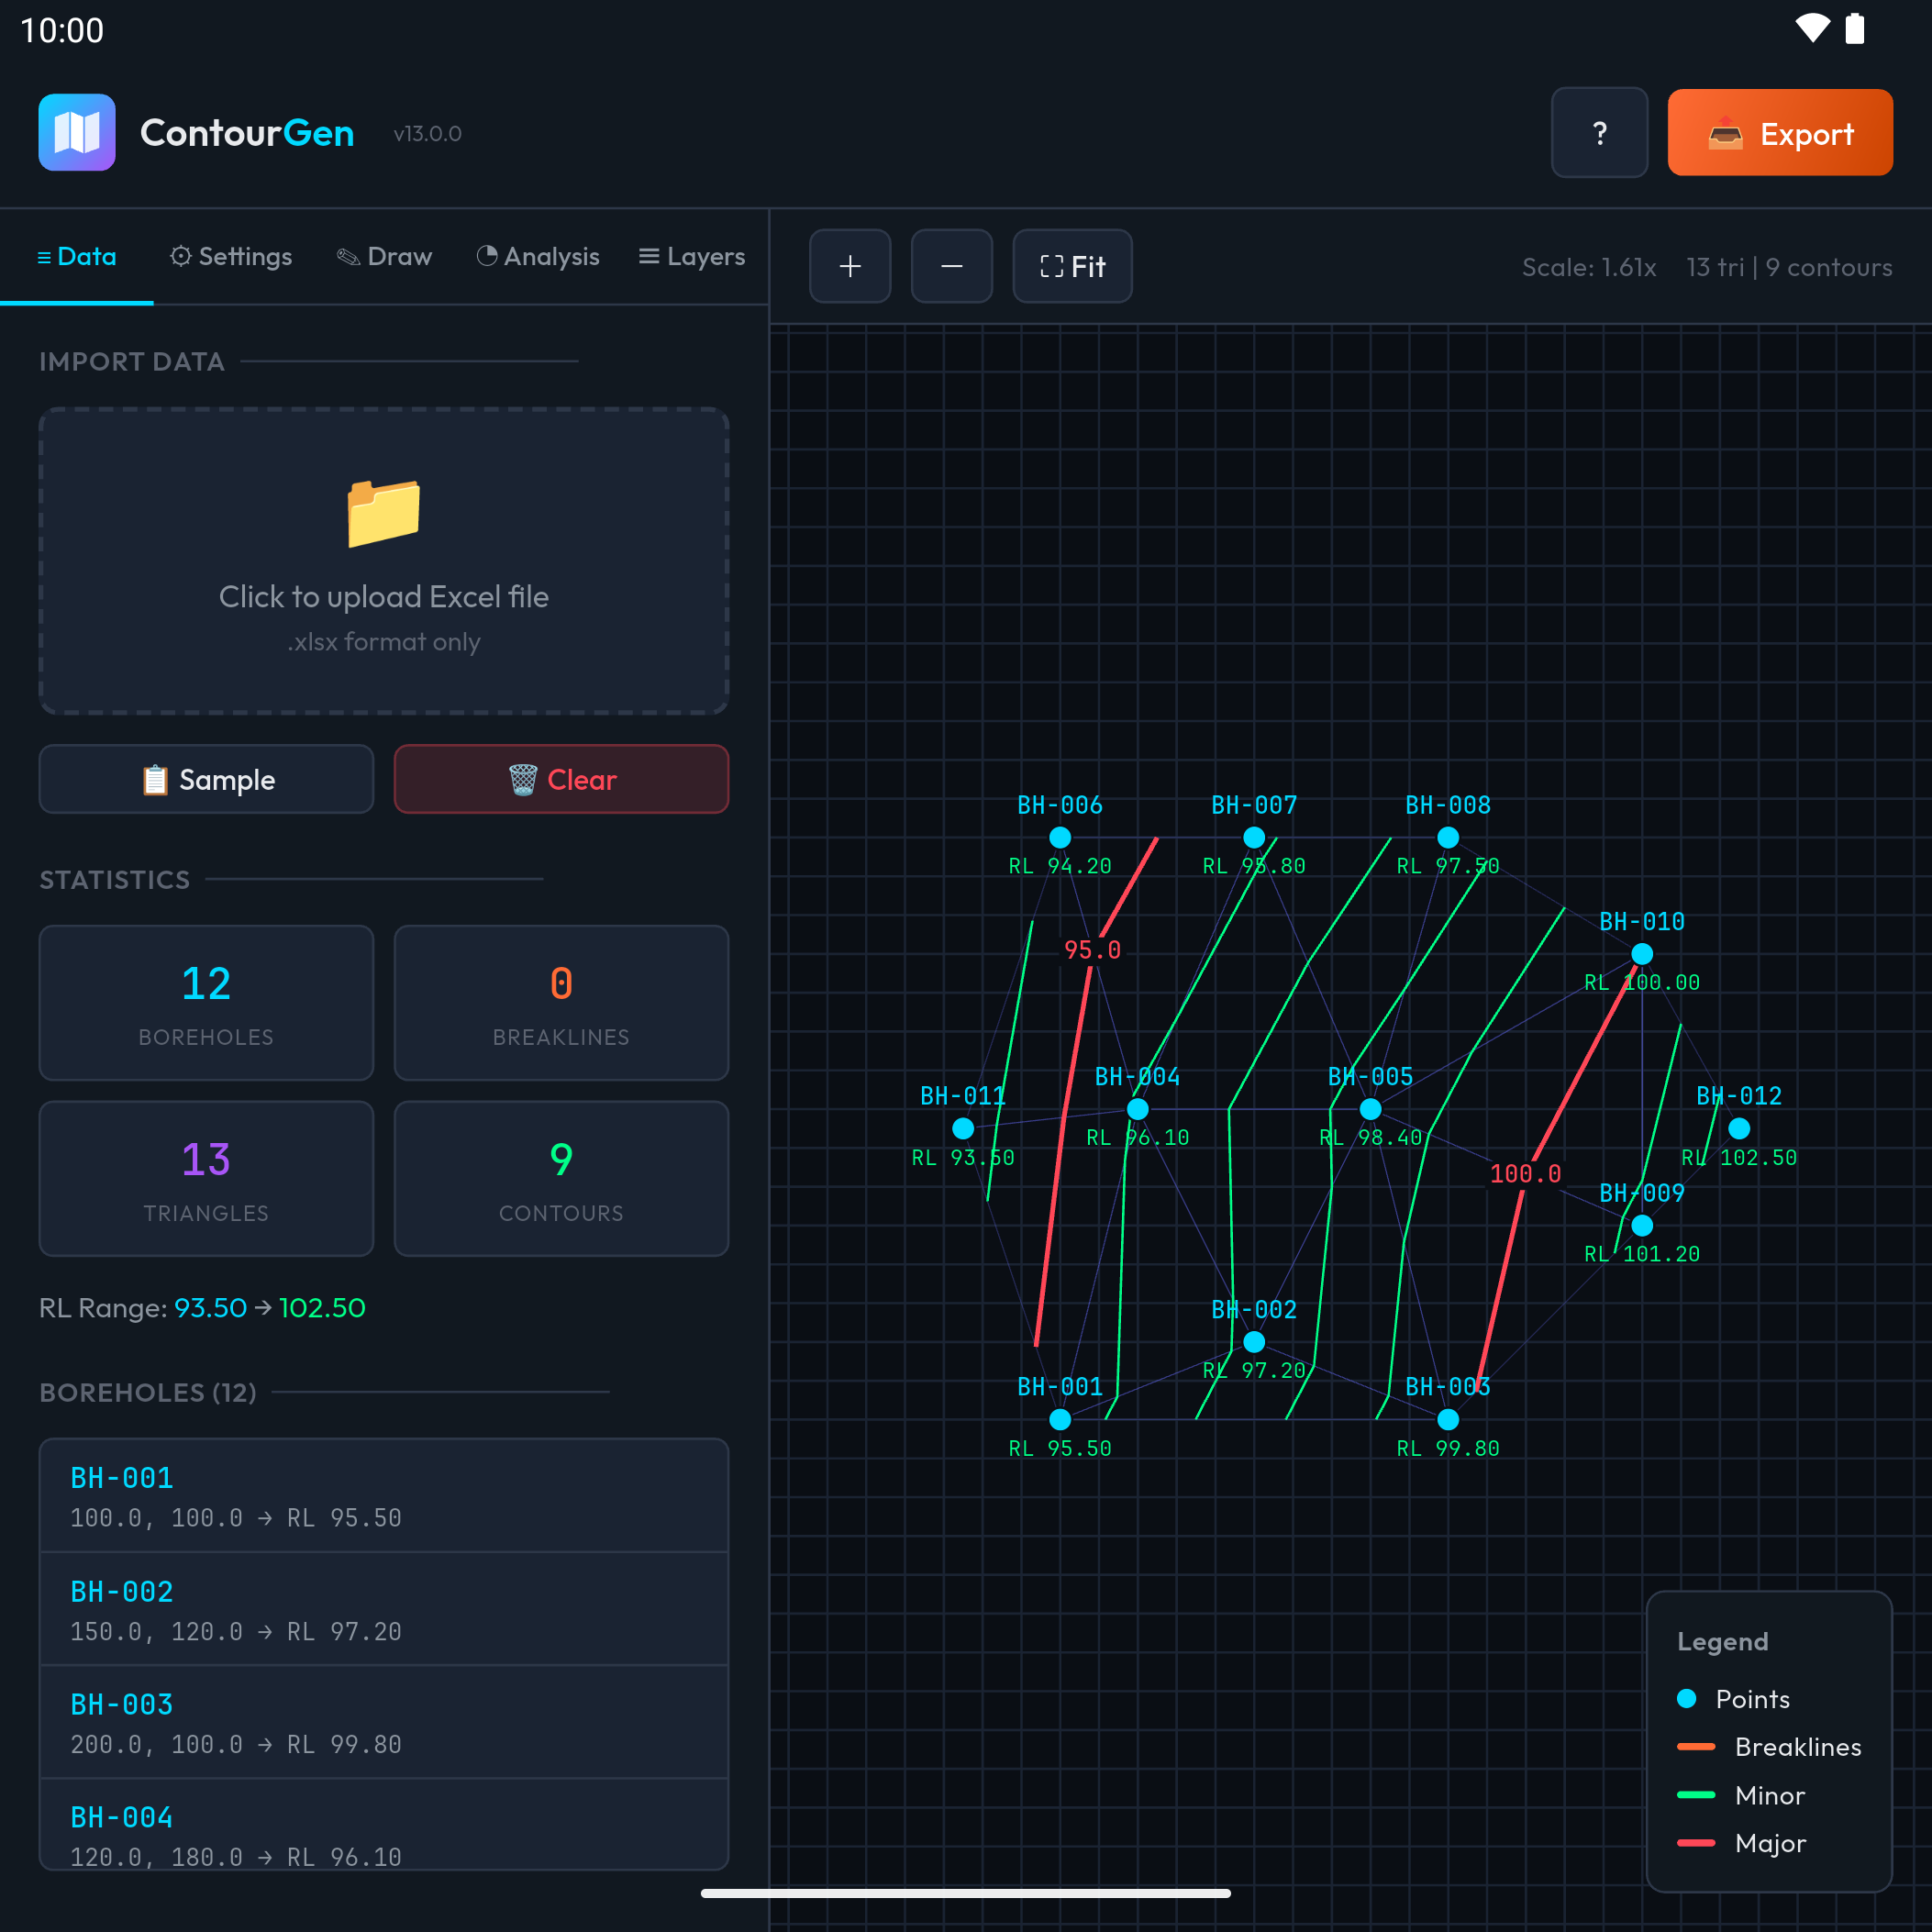 10:00
ContourGen v13.0.0
?
Export
Data
Settings
Draw
Analysis
Layers
+
−
Fit
Scale: 1.61x
13 tri | 9 contours
IMPORT DATA
Click to upload Excel file
.xlsx format only
Sample
Clear
STATISTICS
12
BOREHOLES
0
BREAKLINES
13
TRIANGLES
9
CONTOURS
RL Range: 93.50 → 102.50
BOREHOLES (12)
BH-001
100.0, 100.0 → RL 95.50
BH-002
150.0, 120.0 → RL 97.20
BH-003
200.0, 100.0 → RL 99.80
BH-004
120.0, 180.0 → RL 96.10
BH-006
RL 94.20
BH-007
RL 95.80
BH-008
RL 97.50
BH-010
RL 100.00
95.0
BH-011
RL 93.50
BH-004
RL 96.10
BH-005
RL 98.40
BH-012
RL 102.50
100.0
BH-009
RL 101.20
BH-002
RL 97.20
BH-001
RL 95.50
BH-003
RL 99.80
Legend
Points
Breaklines
Minor
Major